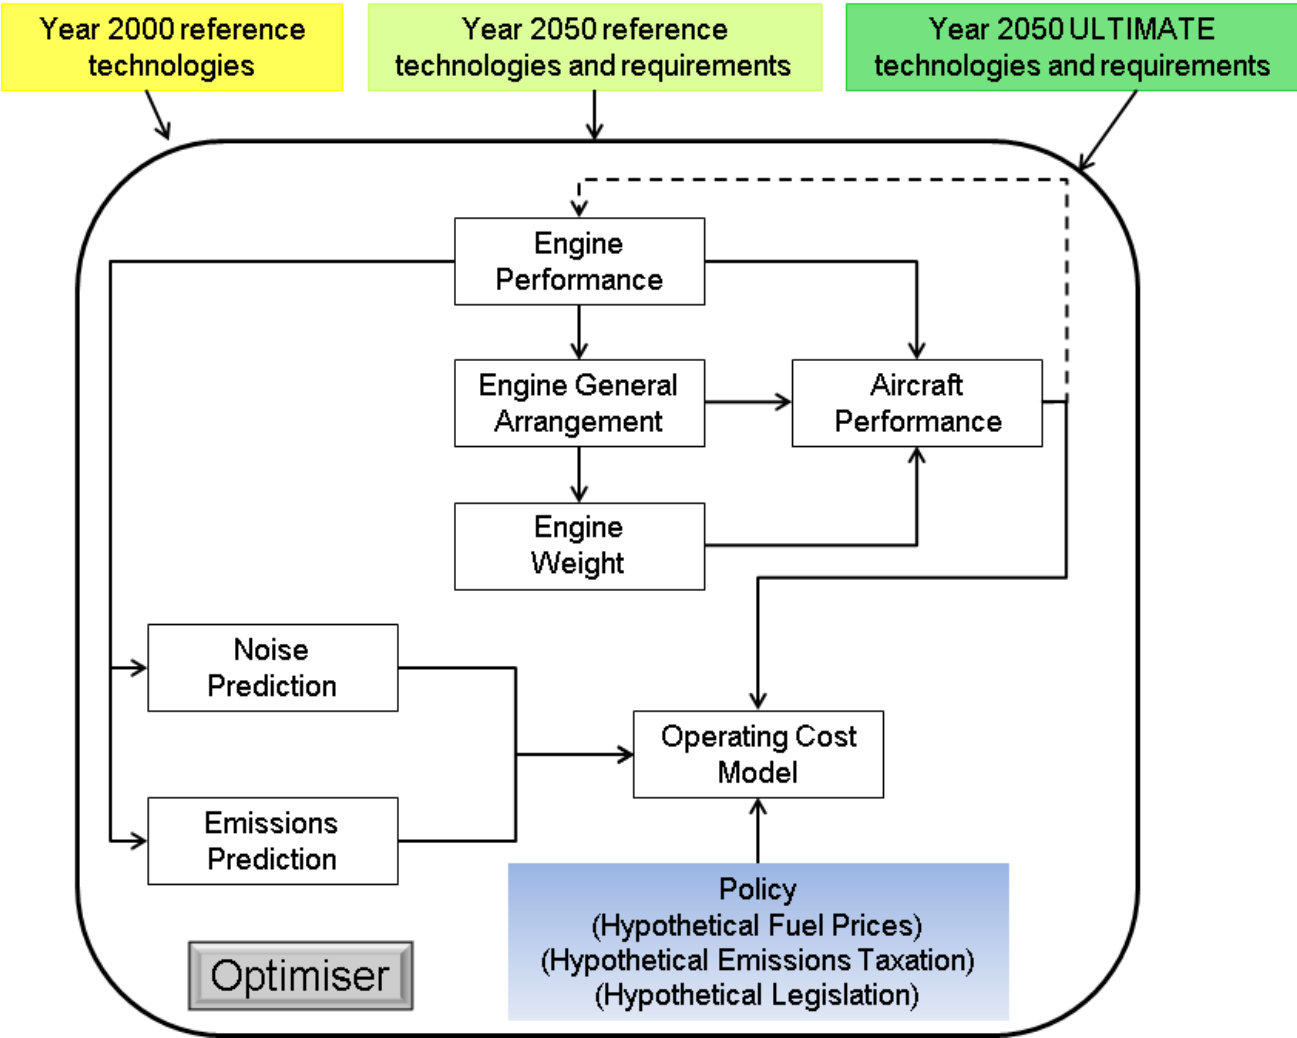 Year 2000 reference
technologies
Year 2050 reference
technologies and requirements
Year 2050 ULTIMATE
technologies and requirements
Engine
Performance
Engine General
Arrangement
Aircraft
Performance
Engine
Weight
Noise
Prediction
Operating Cost
Model
Emissions
Prediction
Policy
(Hypothetical Fuel Prices)
(Hypothetical Emissions Taxation)
(Hypothetical Legislation)
Optimiser